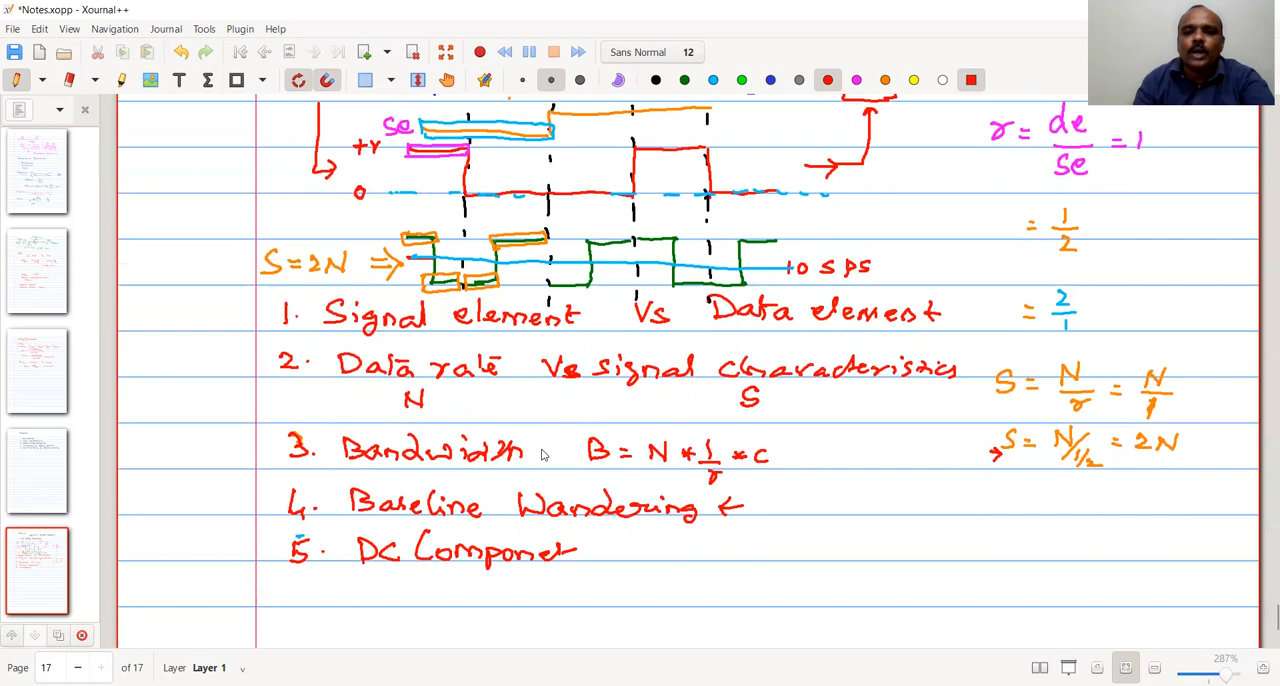 *Notes.xopp - Xournal++
File Edit View Navigation Journal Tools Plugin Help
Sans Normal 12
se
+v
0
S=2N ⇒
10 sps
1. Signal element Vs Data element
2. Data rate Vs signal characteristics
N S
3. Bandwidth B = N * 1/r * c
4. Baseline Wandering ←
5. DC Componet
r = de/se = 1
= 1/2
= 2/1
S = N/r = N/1
→ S = N/1/2 = 2N
Page 17 of 17 Layer Layer 1 287%